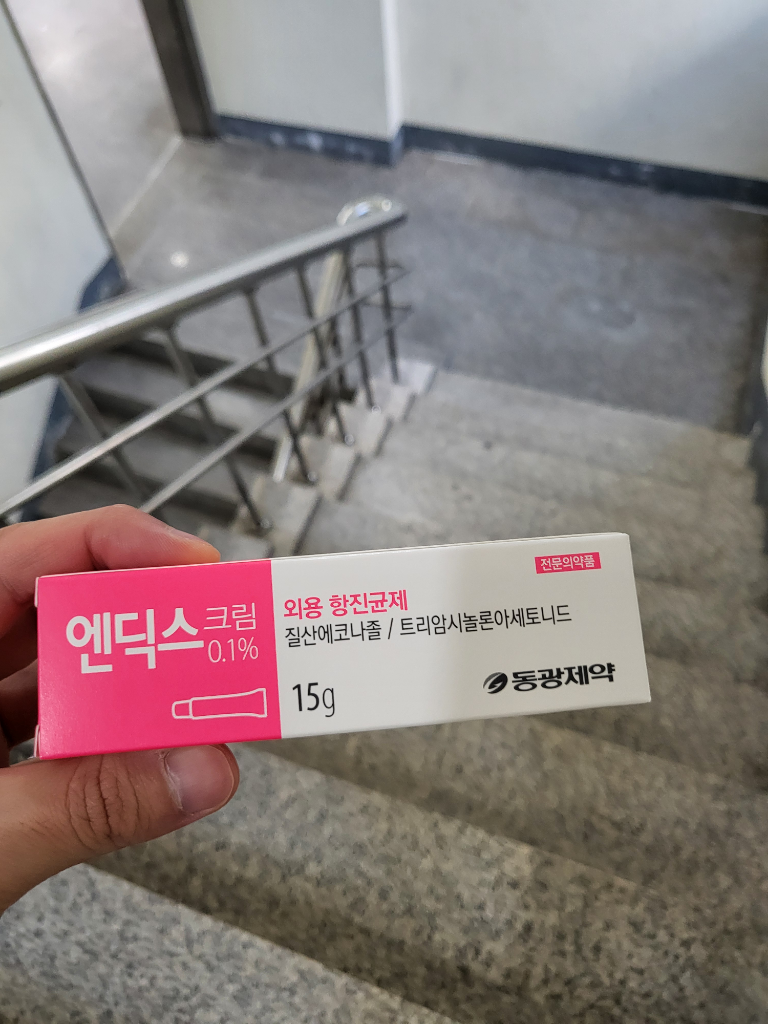 전문의약품
엔딕스 크림
0.1%
외용 항진균제
질산에코나졸 / 트리암시놀론아세토니드
15g
동광제약